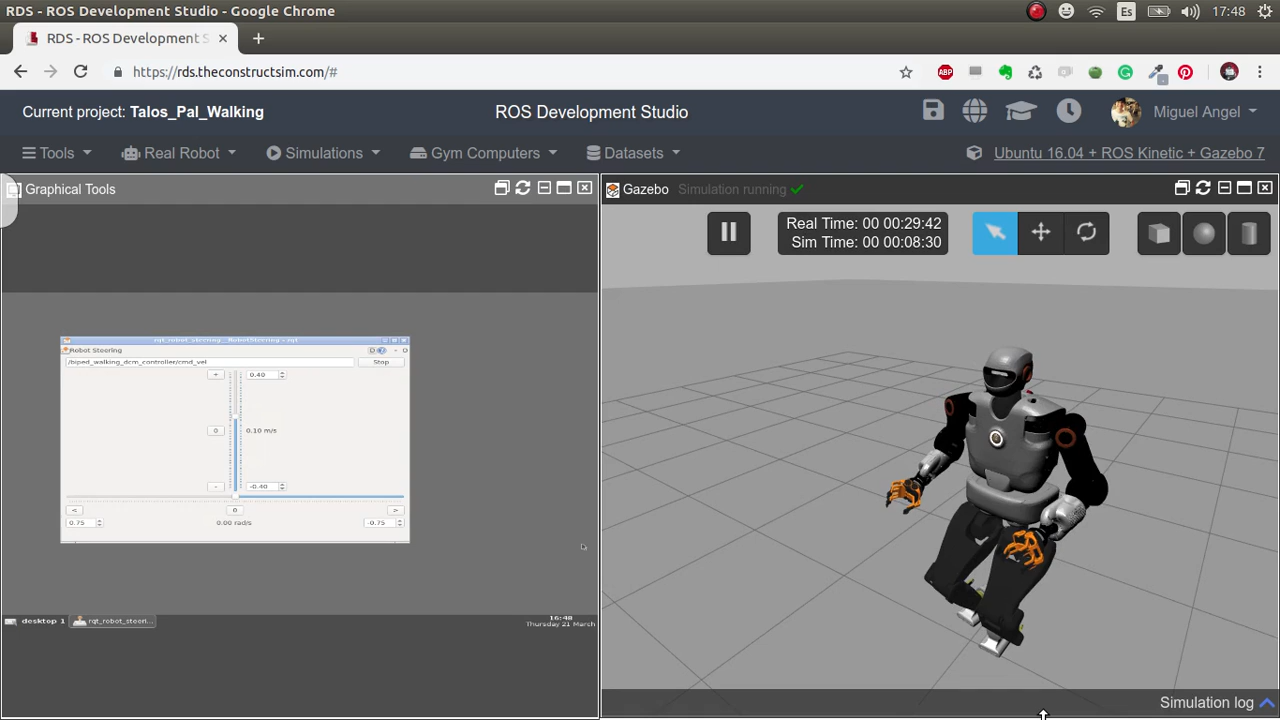 RDS - ROS Development Studio - Google Chrome
Es
17:48
RDS - ROS Development S
https://rds.theconstructsim.com/#
ABP
Current project: Talos_Pal_Walking
ROS Development Studio
Miguel Angel
Tools
Real Robot
Simulations
Gym Computers
Datasets
Ubuntu 16.04 + ROS Kinetic + Gazebo 7
Graphical Tools
Gazebo
Simulation running
Real Time: 00 00:29:42
Sim Time: 00 00:08:30
rqt_robot_steering__RobotSteering - rqt
Robot Steering
/biped_walking_dcm_controller/cmd_vel
Stop
+
0.40
0
0.10 m/s
-
-0.40
<
0
>
0.75
0.00 rad/s
-0.75
desktop 1
rqt_robot_steeri...
16:48
Thursday 21 March
Simulation log